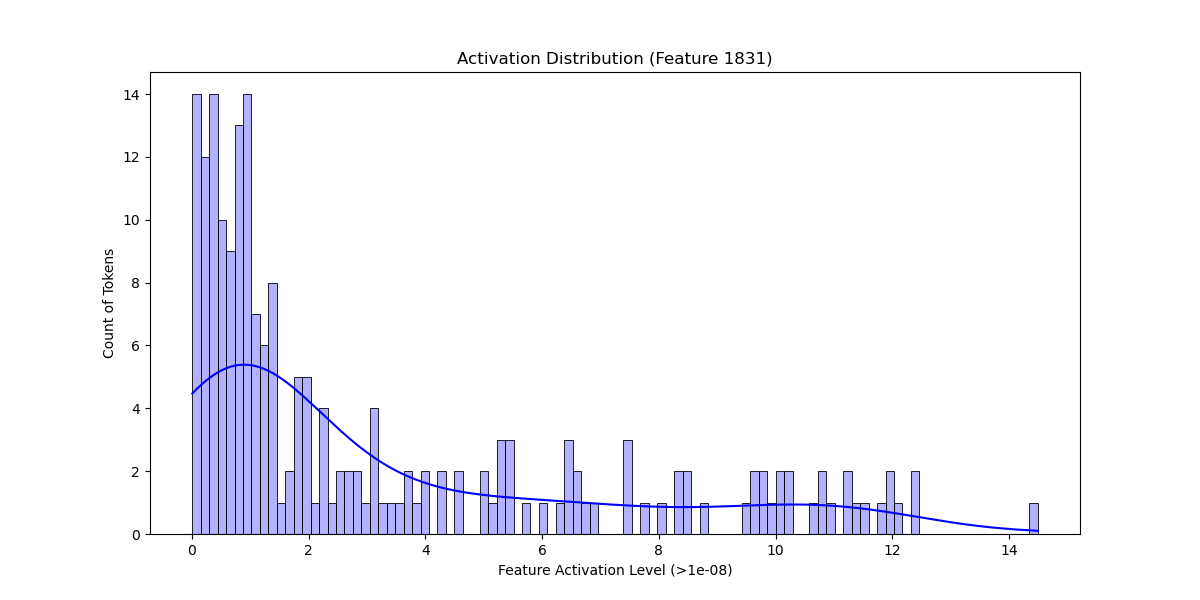 Activation Distribution (Feature 1831)
14
12
10
8
6
4
2
0
Count of Tokens
0 2 4 6 8 10 12 14
Feature Activation Level (>1e-08)